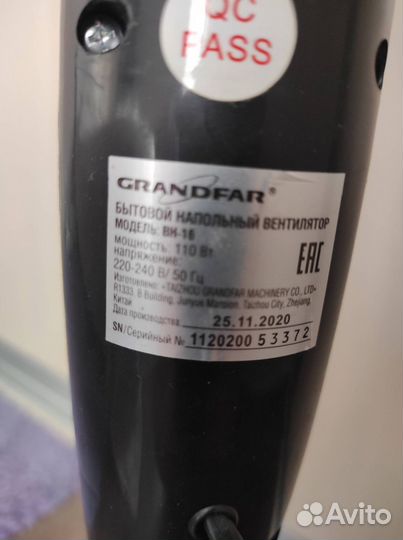 QC
PASS
GRANDFAR®
БЫТОВОЙ НАПОЛЬНЫЙ ВЕНТИЛЯТОР
МОДЕЛЬ: ВН-16
мощность: 110 Вт
напряжение:
220-240 В/ 50 Гц
EAC
Изготовлено: «TAIZHOU GRANDFAR MACHINERY CO., LTD»
R1333, B Building, Junyue Mansion, Taizhou City, Zhejiang,
Китай
Дата производства 25.11.2020
SN/Серийный № 1120200 53372
Avito